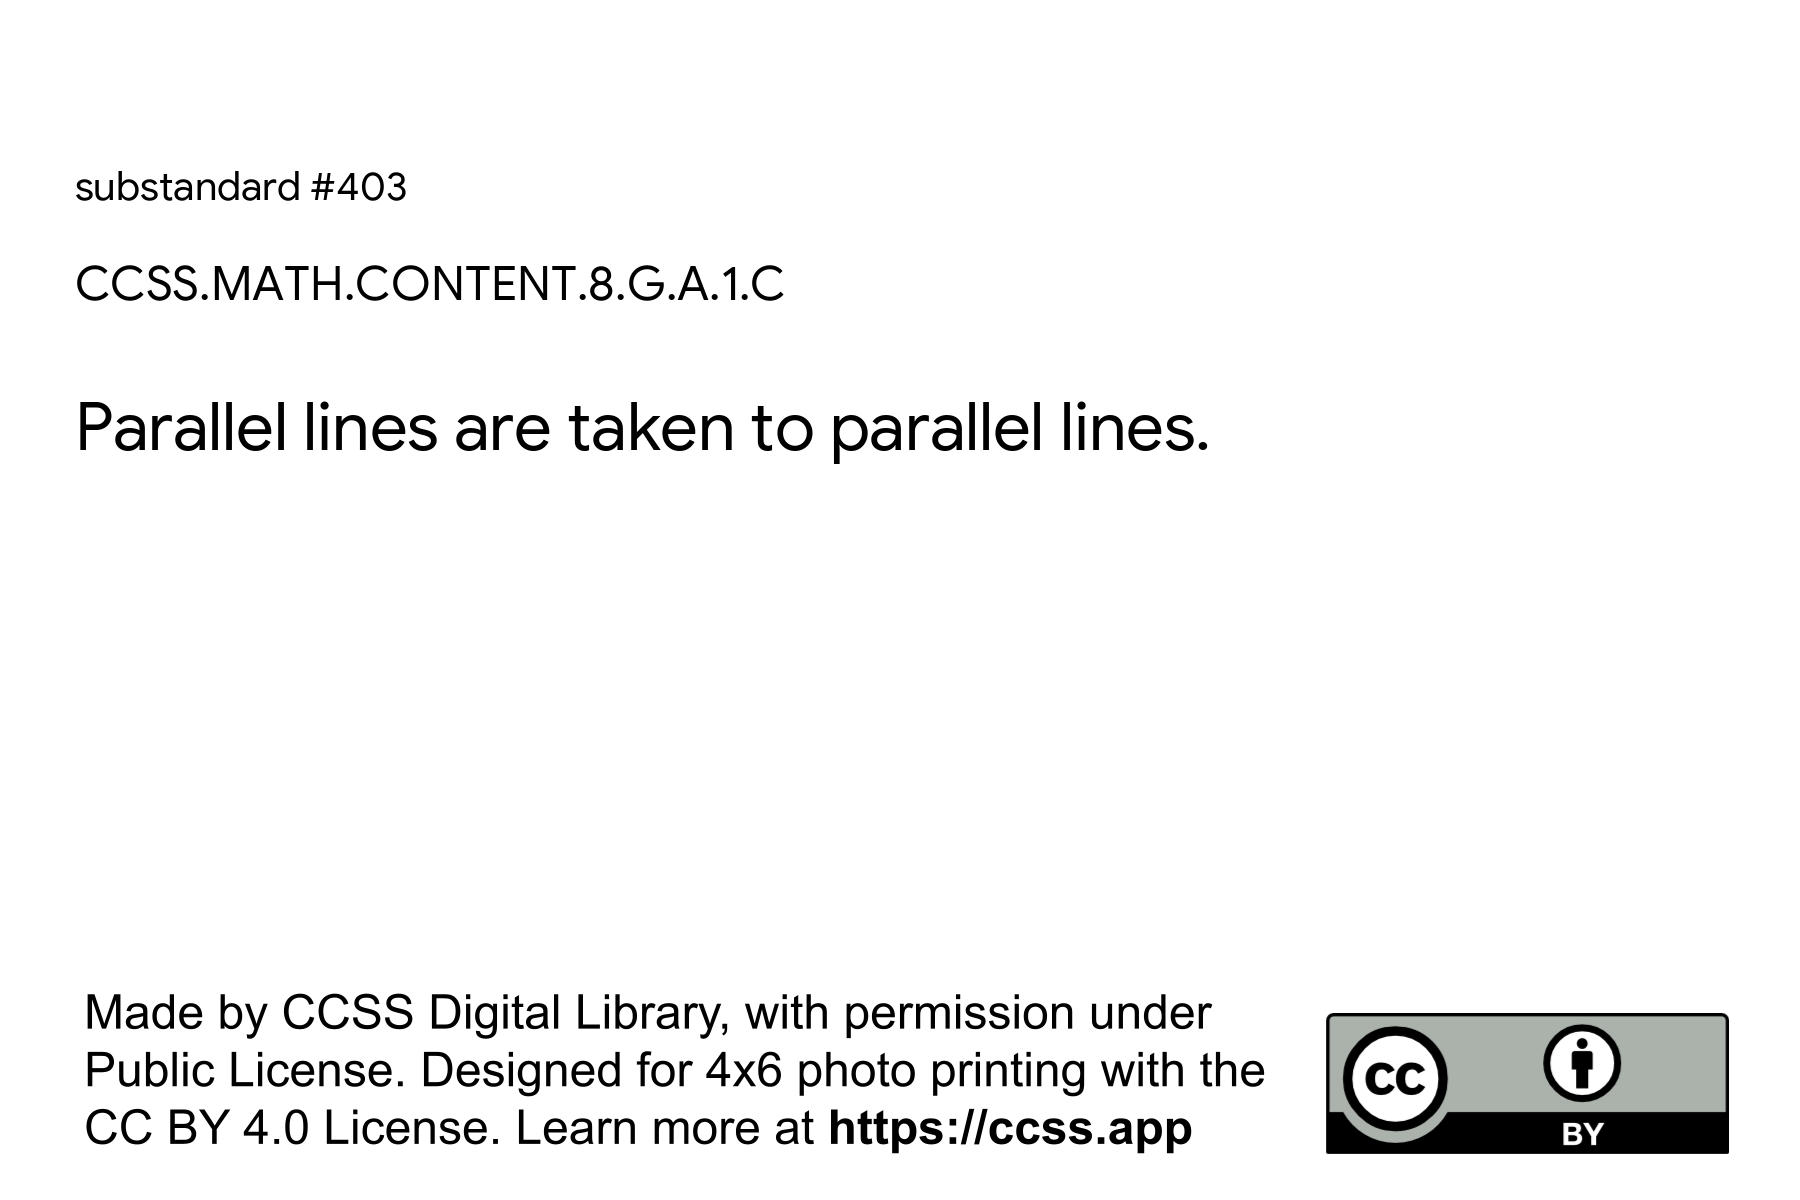 substandard #403
CCSS.MATH.CONTENT.8.G.A.1.C
Parallel lines are taken to parallel lines.
Made by CCSS Digital Library, with permission under
Public License. Designed for 4x6 photo printing with the
CC BY 4.0 License. Learn more at https://ccss.app
CC
BY